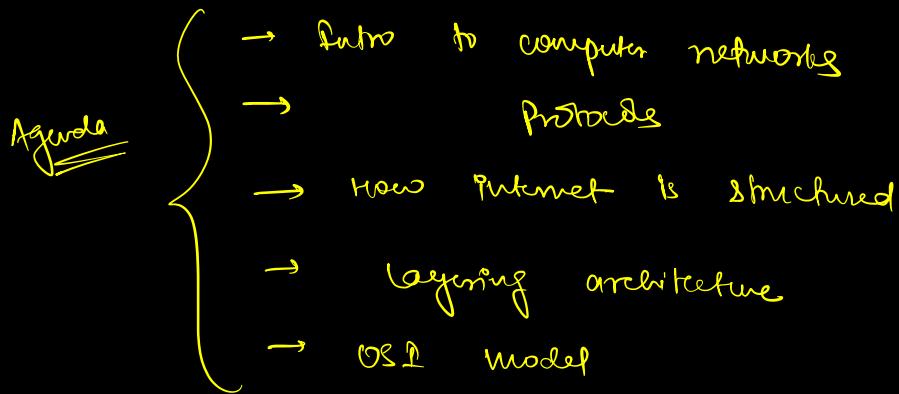 Agenda
→ Intro to computer networks
→ Protocols
→ How internet is structured
→ layering architecture
→ OSI model